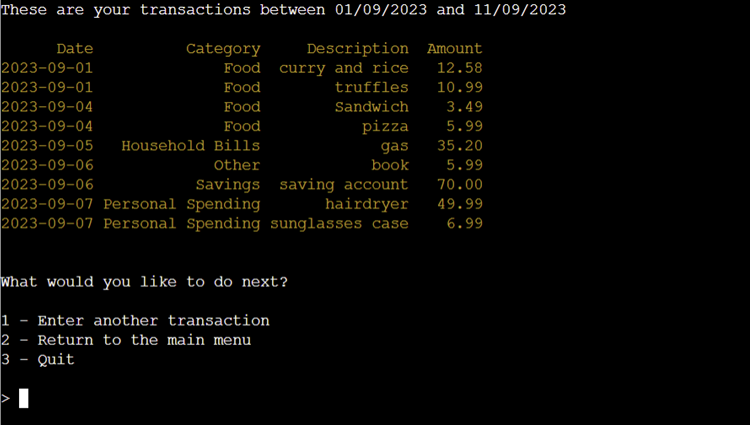 These are your transactions between 01/09/2023 and 11/09/2023
Date Category Description Amount
2023-09-01 Food curry and rice 12.58
2023-09-01 Food truffles 10.99
2023-09-04 Food Sandwich 3.49
2023-09-04 Food pizza 5.99
2023-09-05 Household Bills gas 35.20
2023-09-06 Other book 5.99
2023-09-06 Savings saving account 70.00
2023-09-07 Personal Spending hairdryer 49.99
2023-09-07 Personal Spending sunglasses case 6.99
What would you like to do next?
1 - Enter another transaction
2 - Return to the main menu
3 - Quit
>